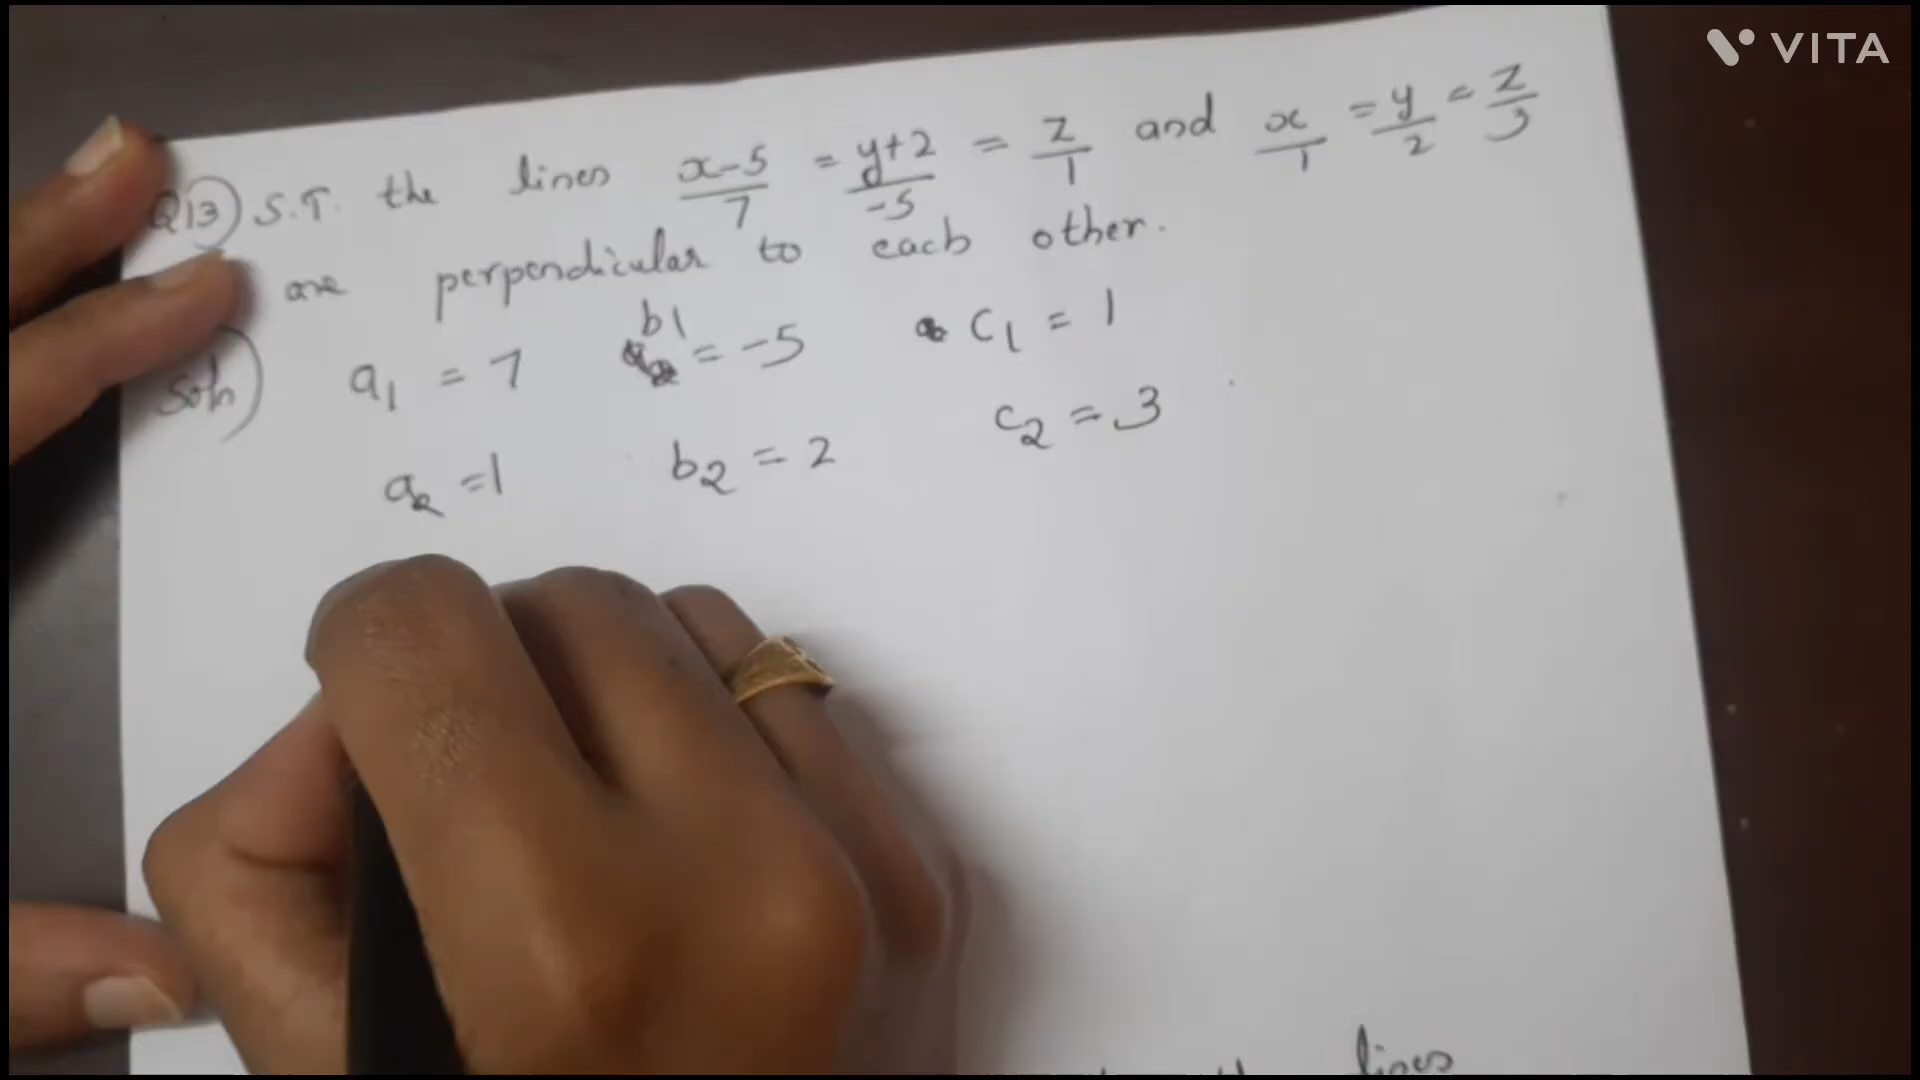 VITA
Q13) S.T. the lines x-5/7 = y+2/-5 = z/1 and x/1 = y/2 = z/3
are perpendicular to each other.
Soln) a1 = 7 b1 = -5 c1 = 1
a2 = 1 b2 = 2 c2 = 3
lines